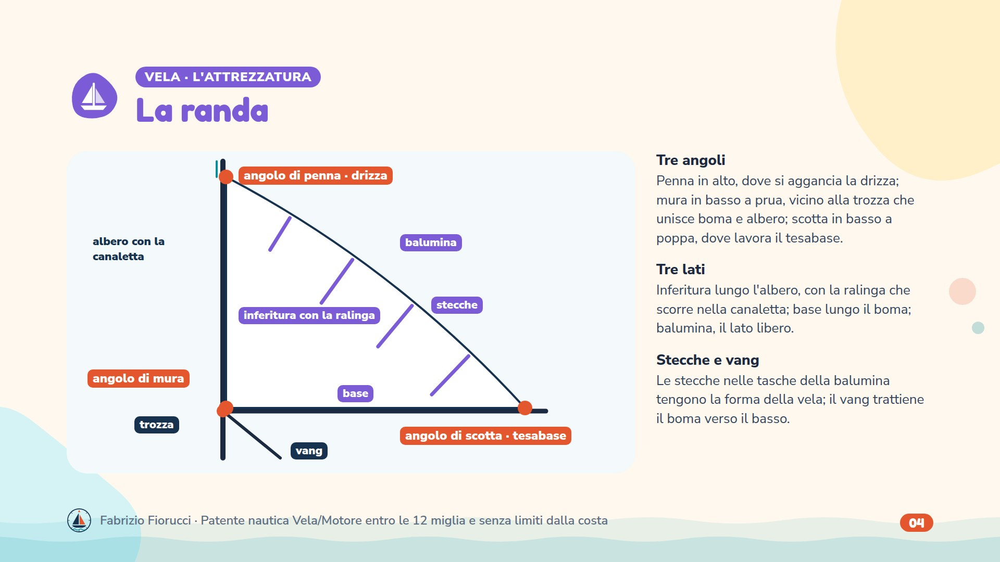 VELA · L'ATTREZZATURA
La randa
angolo di penna · drizza
albero con la
canaletta
balumina
stecche
inferitura con la ralinga
angolo di mura
base
trozza
angolo di scotta · tesabase
vang
Tre angoli
Penna in alto, dove si aggancia la drizza;
mura in basso a prua, vicino alla trozza che
unisce boma e albero; scotta in basso a
poppa, dove lavora il tesabase.
Tre lati
Inferitura lungo l'albero, con la ralinga che
scorre nella canaletta; base lungo il boma;
balumina, il lato libero.
Stecche e vang
Le stecche nelle tasche della balumina
tengono la forma della vela; il vang trattiene
il boma verso il basso.
Fabrizio Fiorucci · Patente nautica Vela/Motore entro le 12 miglia e senza limiti dalla costa
04